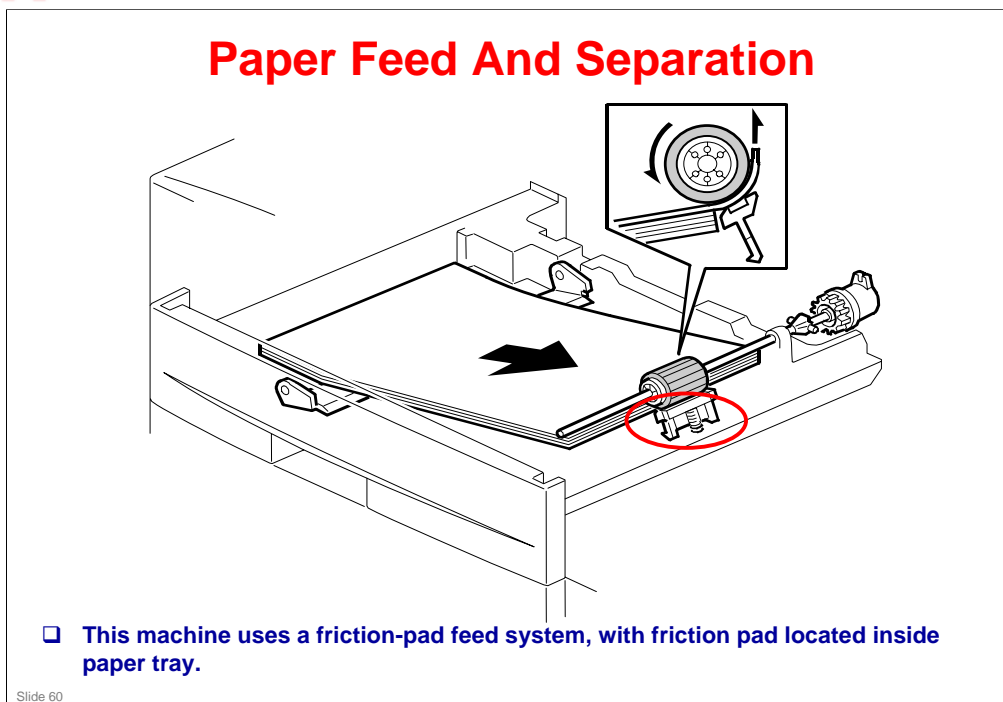 Paper Feed And Separation
❑ This machine uses a friction-pad feed system, with friction pad located inside
paper tray.
Slide 60